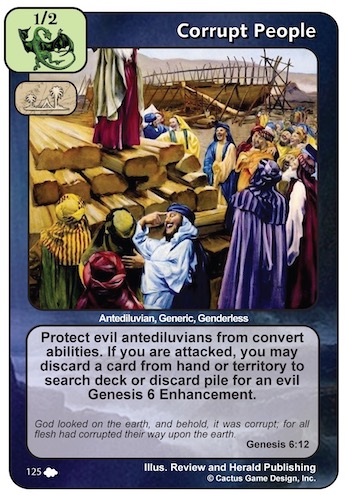 1/2
Corrupt People
Antediluvian, Generic, Genderless
Protect evil antediluvians from convert
abilities. If you are attacked, you may
discard a card from hand or territory to
search deck or discard pile for an evil
Genesis 6 Enhancement.
God looked on the earth, and behold, it was corrupt; for all
flesh had corrupted their way upon the earth.
Genesis 6:12
125
Illus. Review and Herald Publishing
© Cactus Game Design, Inc.